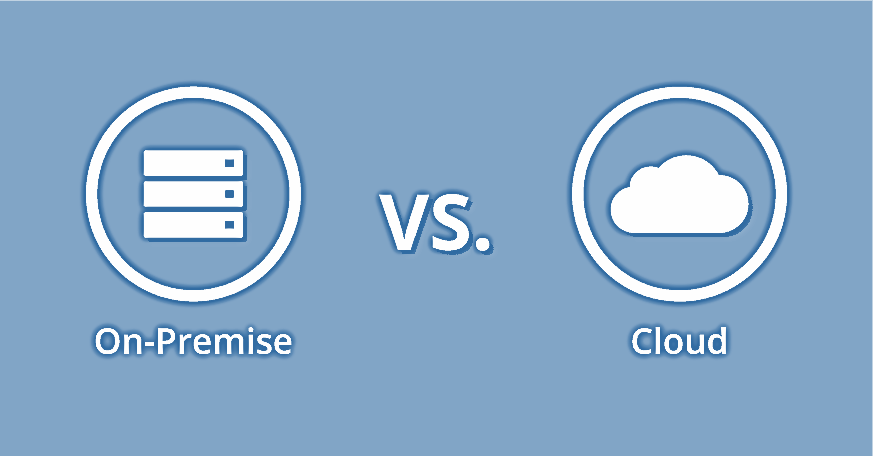 VS.
On-Premise
Cloud